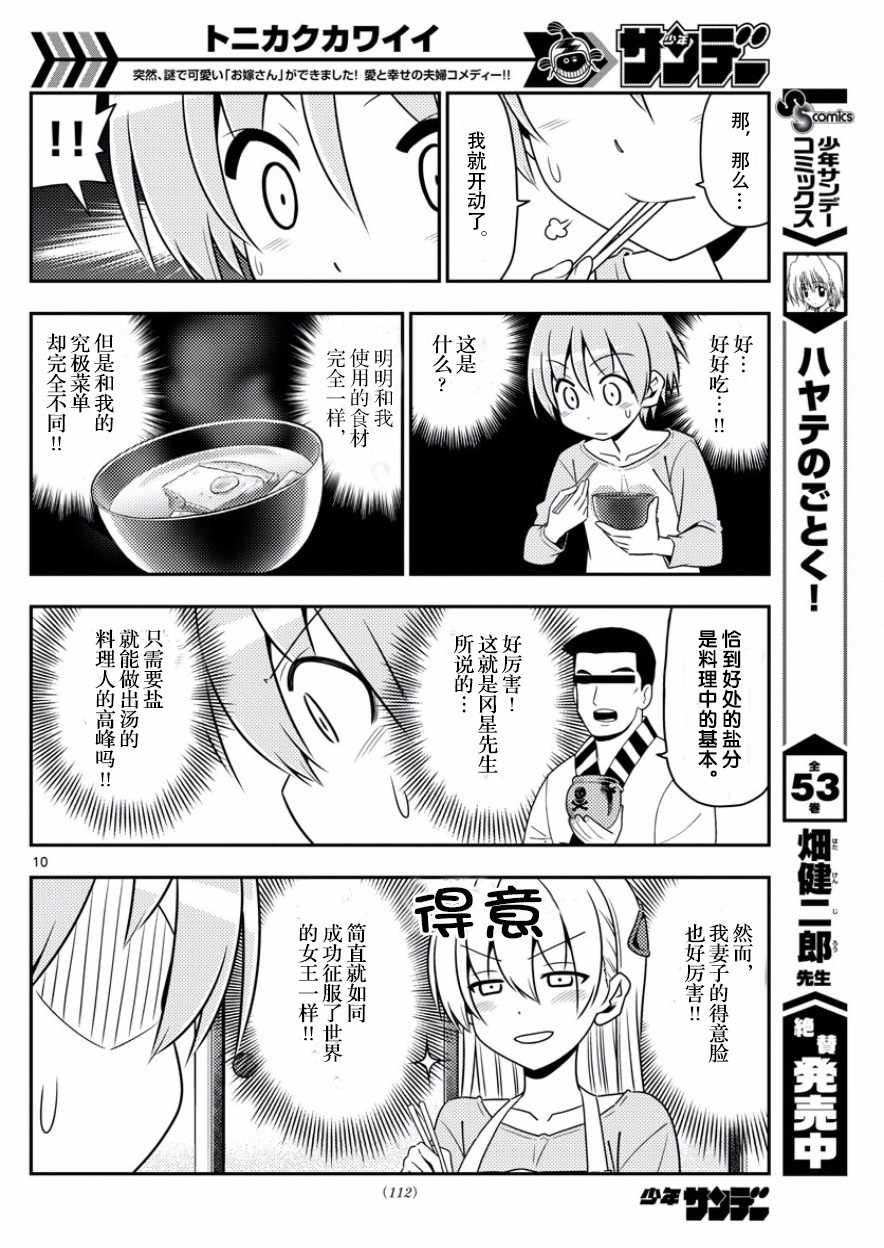 トニカクカワイイ
突然、謎で可愛い「お嫁さん」ができました！愛と幸せの夫婦コメディー!!
少年サンデー
那，那么…
我就开动了。
!!
好…
好好吃…!!
这是
什么？
明明和我
使用的食材
完全一样，
但是和我的
究极菜单
却完全不同!!
恰到好处的盐分
是料理中的基本。
好厉害！
这就是冈星先生
所说的…
只需要盐
就能做出汤的
料理人的高峰吗!!
10
然而，
我妻子的得意脸
也好厉害!!
得意
简直就如同
成功征服了世界
的女王一样!!
(112)
少年サンデー
SScomics
少年サンデー
コミックス
ハヤテのごとく！
全53巻
畑健二郎先生
はたけんじろう
絶賛発売中